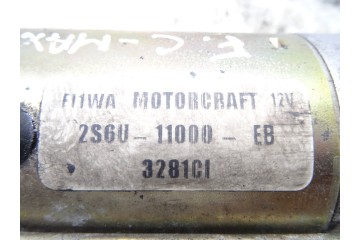 F. C-MAX
FI1WA MOTORCRAFT 12V
2S6U-11000-EB
3281CI